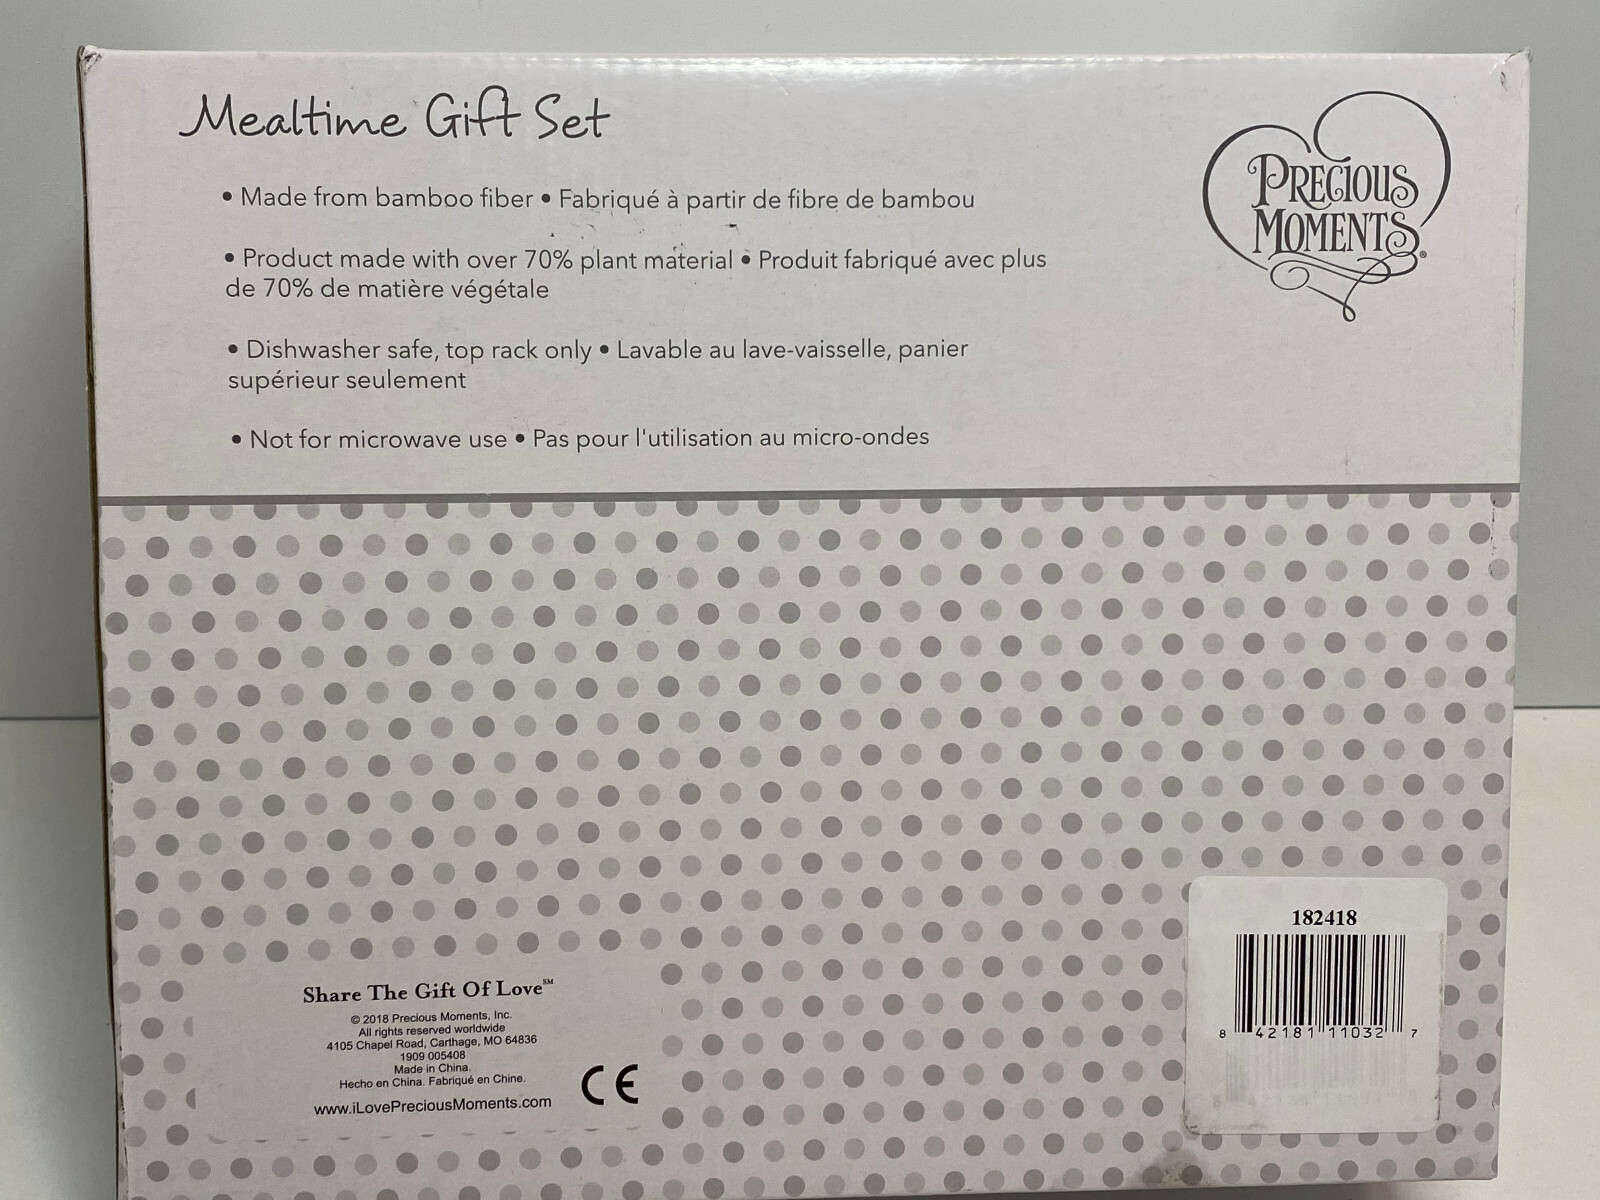 Mealtime Gift Set
PRECIOUS
MOMENTS®
• Made from bamboo fiber • Fabriqué à partir de fibre de bambou
• Product made with over 70% plant material • Produit fabriqué avec plus
de 70% de matière végétale
• Dishwasher safe, top rack only • Lavable au lave-vaisselle, panier
supérieur seulement
• Not for microwave use • Pas pour l'utilisation au micro-ondes
Share The Gift Of Love℠
© 2018 Precious Moments, Inc.
All rights reserved worldwide
4105 Chapel Road, Carthage, MO 64836
1909 005408
Made in China.
Hecho en China. Fabriqué en Chine.
www.iLovePreciousMoments.com
CE
182418
8 42181 11032 7